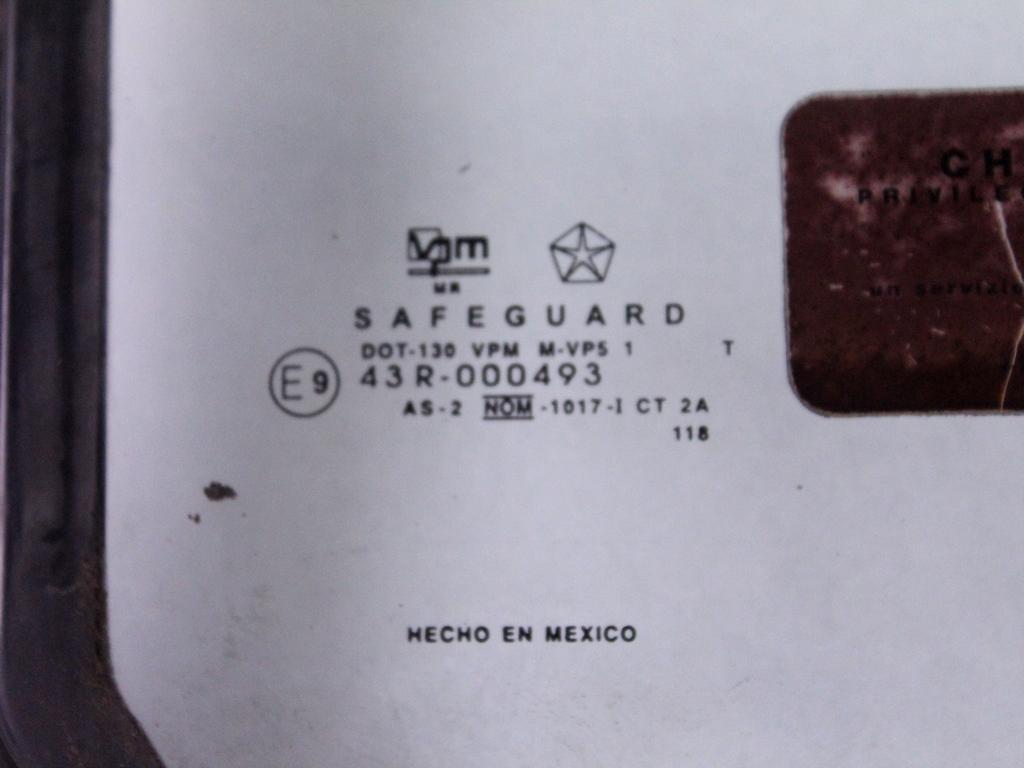 vpm
MR
SAFEGUARD
DOT-130 VPM M-VP5 1 T
E9 43R-000493
AS-2 NOM-1017-I CT 2A
118
HECHO EN MEXICO
CH
PRIVILE
un servizio